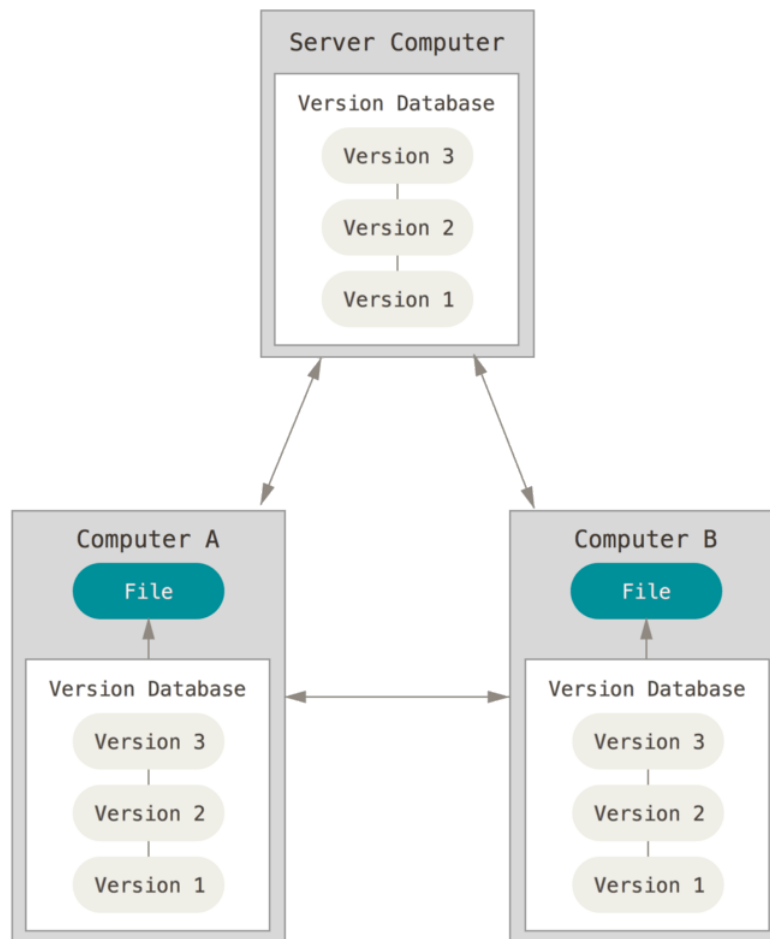 Server Computer
Version Database
Version 3
Version 2
Version 1
Computer A
File
Version Database
Version 3
Version 2
Version 1
Computer B
File
Version Database
Version 3
Version 2
Version 1